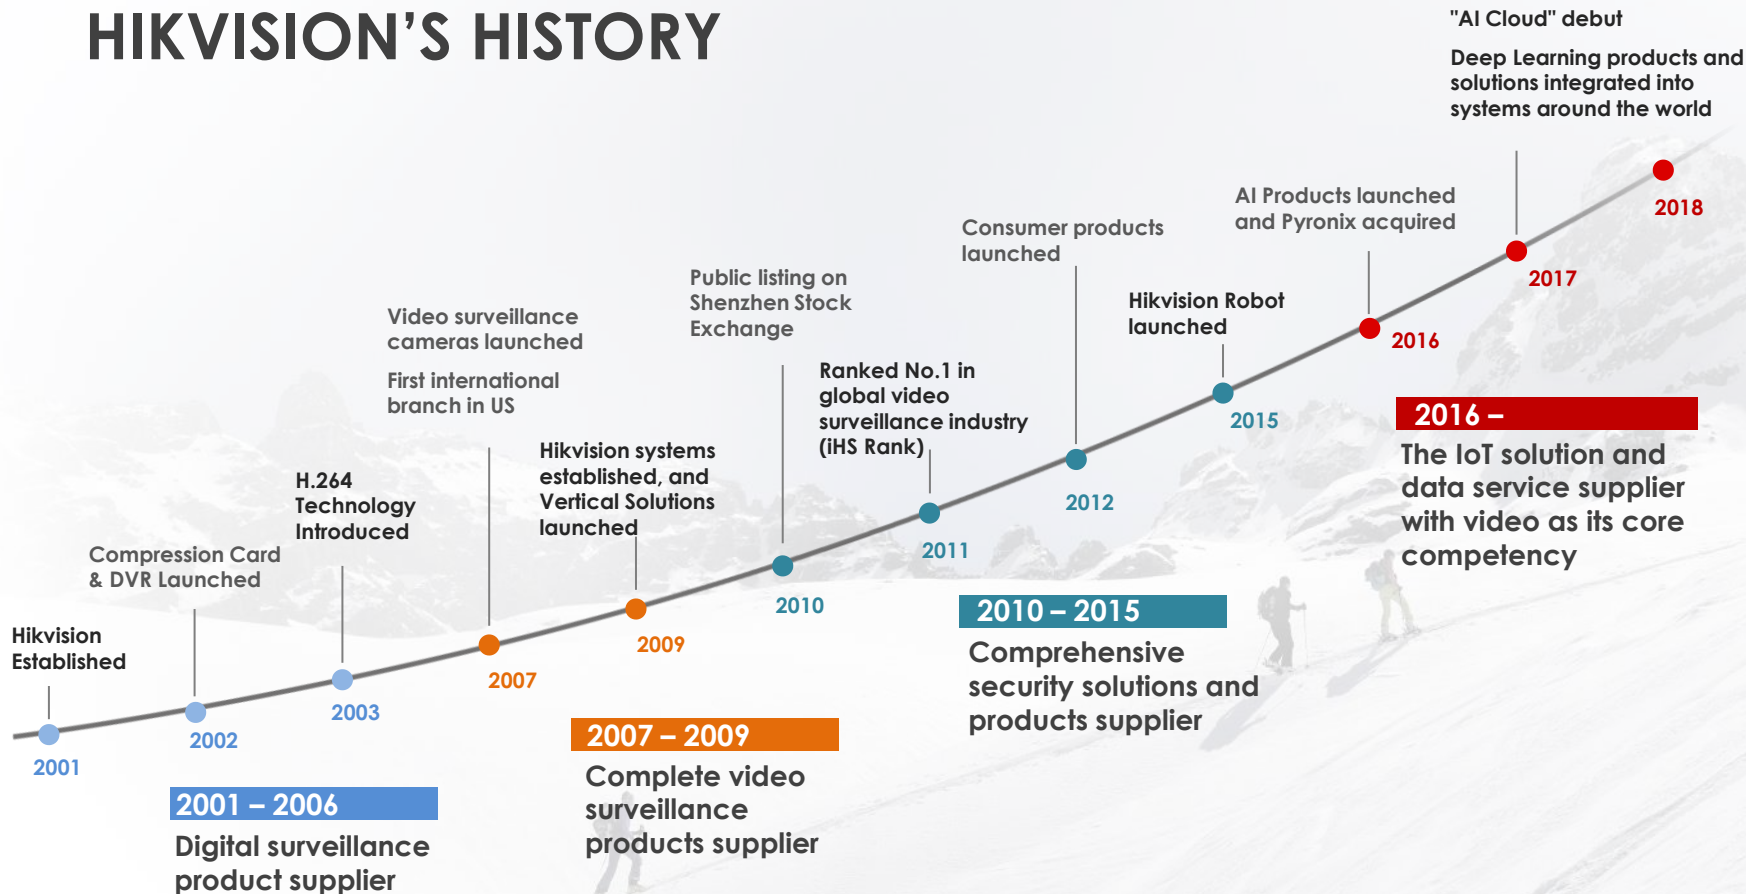 HIKVISION'S HISTORY
"AI Cloud" debut
Deep Learning products and
solutions integrated into
systems around the world
2018
AI Products launched
and Pyronix acquired
2017
Consumer products
launched
Hikvision Robot
launched
2016
Public listing on
Shenzhen Stock
Exchange
Video surveillance
cameras launched
First international
branch in US
Ranked No.1 in
global video
surveillance industry
(iHS Rank)
2015
2016 –
The IoT solution and
data service supplier
with video as its core
competency
Hikvision systems
established, and
Vertical Solutions
launched
H.264
Technology
Introduced
2012
2011
Compression Card
& DVR Launched
2010
2010 – 2015
Comprehensive
security solutions and
products supplier
Hikvision
Established
2009
2007
2003
2002
2001
2007 – 2009
Complete video
surveillance
products supplier
2001 – 2006
Digital surveillance
product supplier